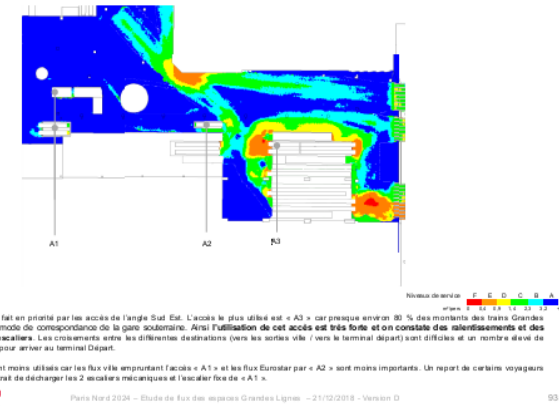 A1
A2
A3
Niveaux de service F E D C B A
m²/pers 0
fait en priorité par les accès de l'angle Sud Est. L'accès le plus utilisé est « A3 » car presque environ 80 % des montants des trains Grandes
mode de correspondance de la gare souterraine. Ainsi l'utilisation de cet accès est très forte et on constate des ralentissements et des
scaliers. Les croisements entre les différentes destinations (vers les sorties ville / vers le terminal départ) sont difficiles et un nombre élevé de
pour arriver au terminal Départ.
nt moins utilisés car les flux ville empruntant l'accès « A1 » et les flux Eurostar par « A2 » sont moins importants. Un report de certains voyageurs
rait de décharger les 2 escaliers mécaniques et l'escalier fixe de « A1 ».
Paris Nord 2024 – Etude de flux des espaces Grandes Lignes – 21/12/2018 - Version D
93